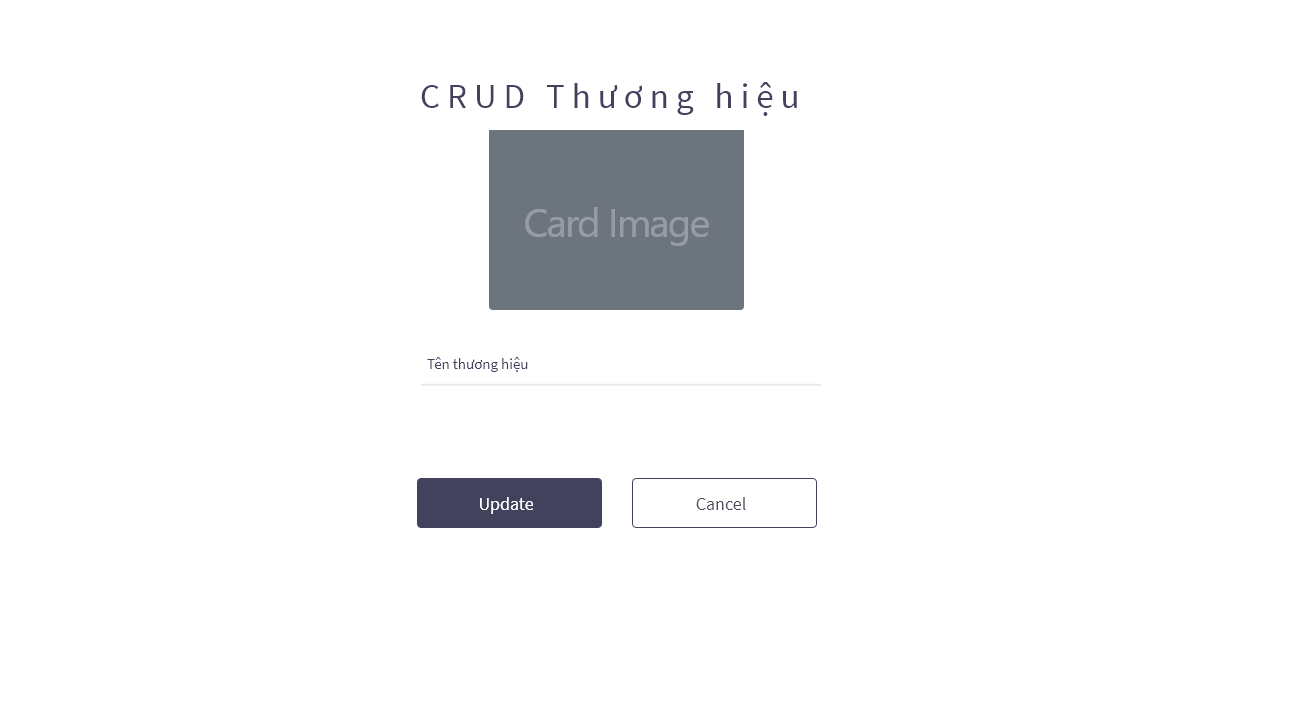 CRUD Thương hiệu
Card Image
Tên thương hiệu
Update
Cancel